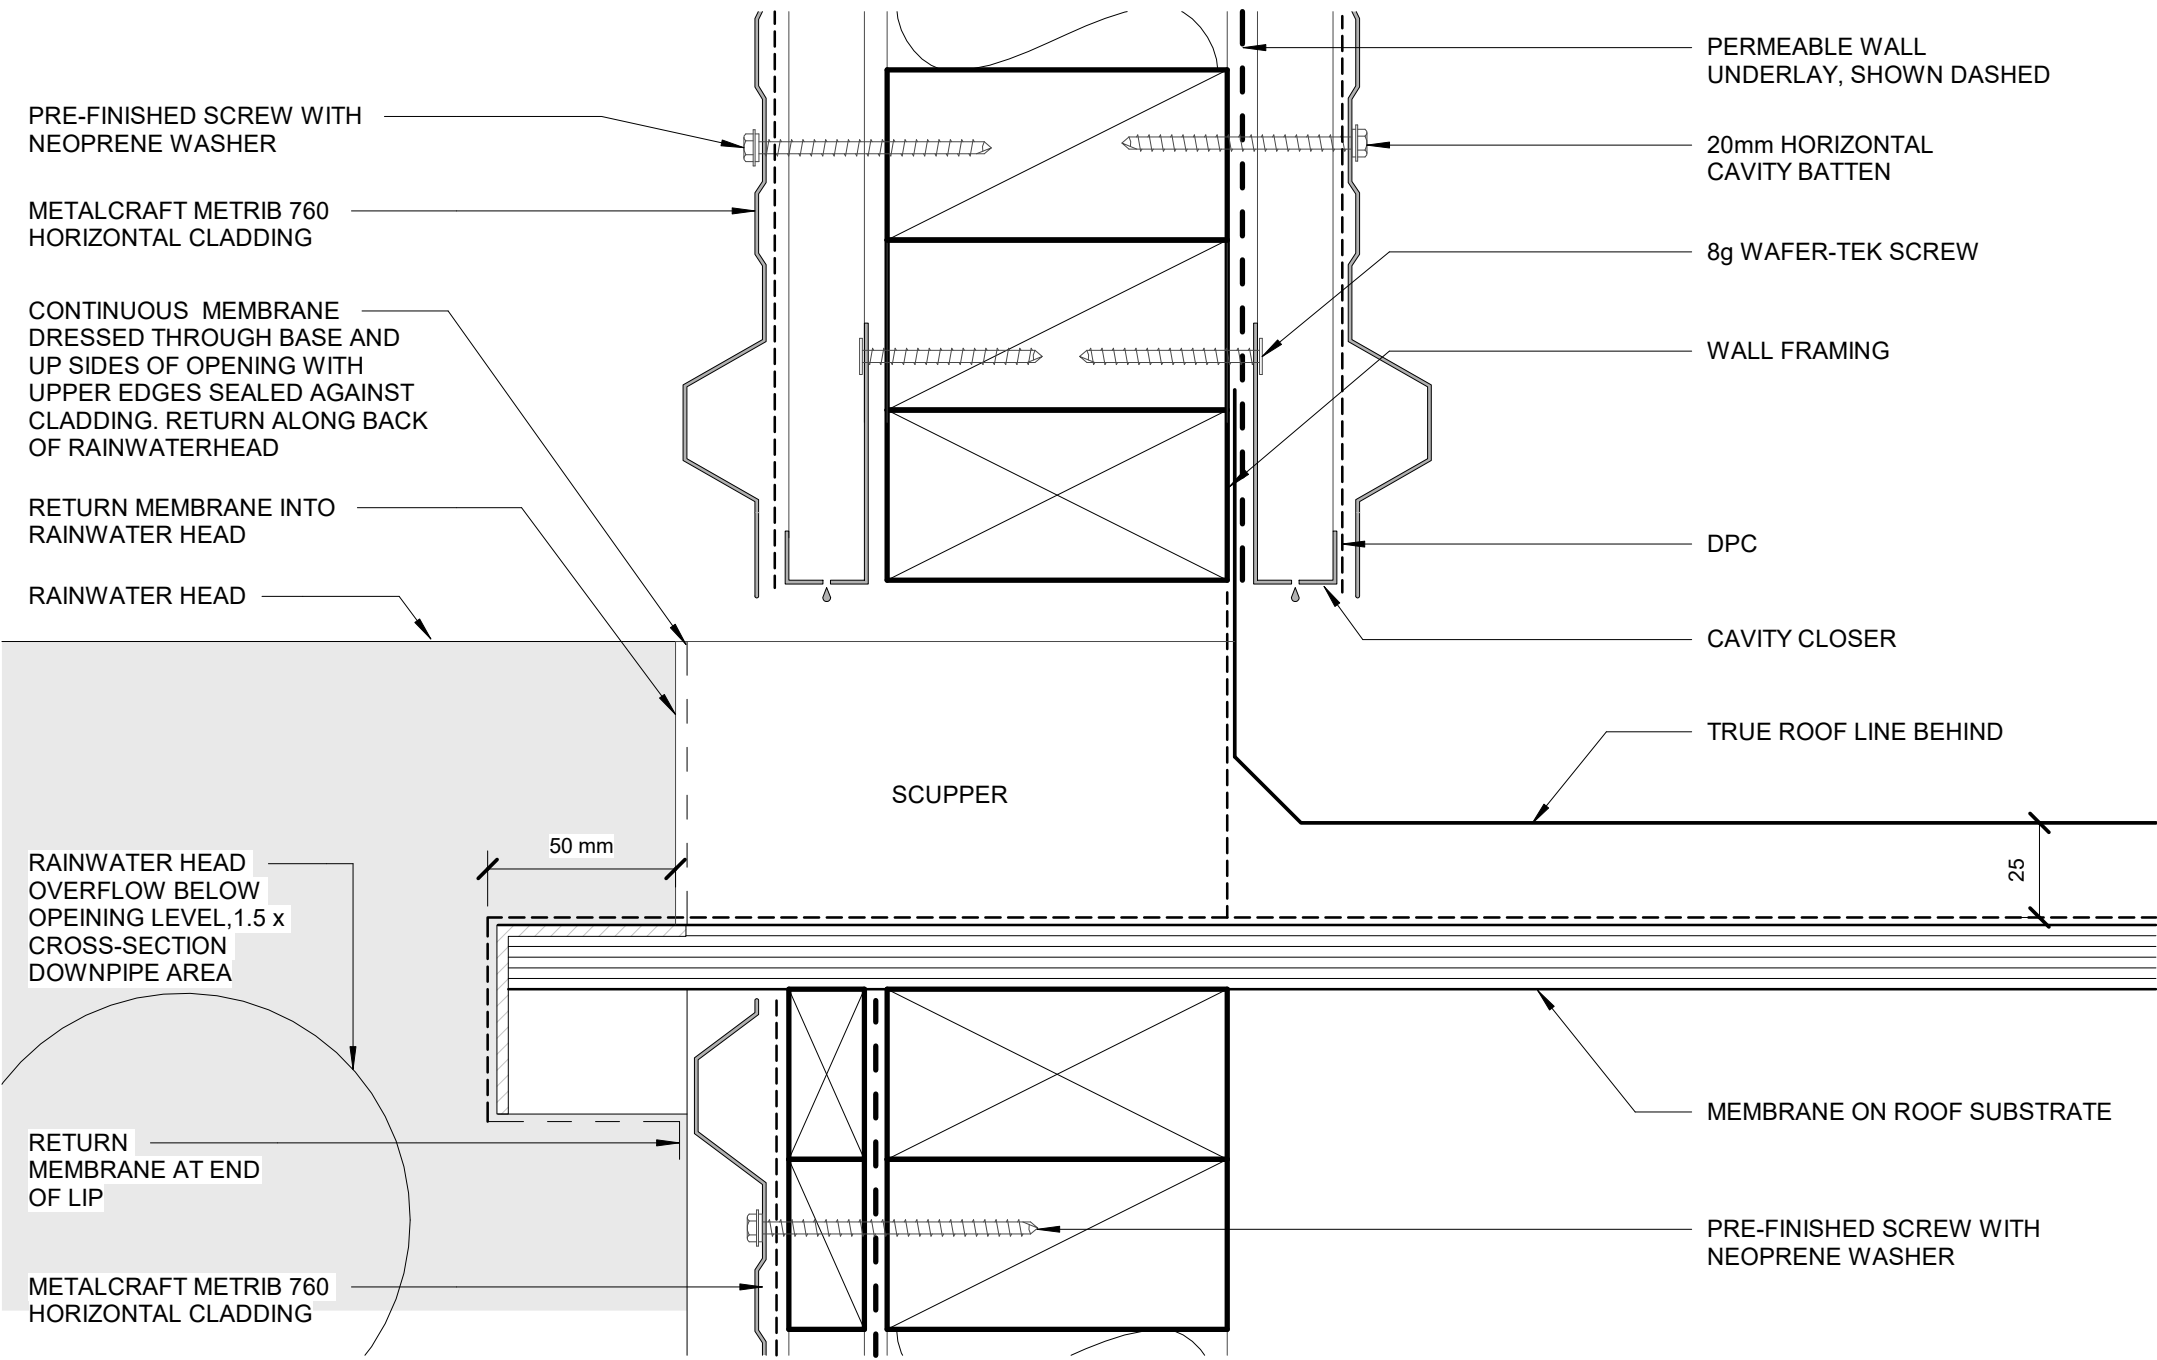 PRE-FINISHED SCREW WITH
NEOPRENE WASHER
METALCRAFT METRIB 760
HORIZONTAL CLADDING
CONTINUOUS MEMBRANE
DRESSED THROUGH BASE AND
UP SIDES OF OPENING WITH
UPPER EDGES SEALED AGAINST
CLADDING. RETURN ALONG BACK
OF RAINWATERHEAD
RETURN MEMBRANE INTO
RAINWATER HEAD
RAINWATER HEAD
RAINWATER HEAD
OVERFLOW BELOW
OPEINING LEVEL,1.5 x
CROSS-SECTION
DOWNPIPE AREA
RETURN
MEMBRANE AT END
OF LIP
METALCRAFT METRIB 760
HORIZONTAL CLADDING
50 mm
SCUPPER
PERMEABLE WALL
UNDERLAY, SHOWN DASHED
20mm HORIZONTAL
CAVITY BATTEN
8g WAFER-TEK SCREW
WALL FRAMING
DPC
CAVITY CLOSER
TRUE ROOF LINE BEHIND
25
MEMBRANE ON ROOF SUBSTRATE
PRE-FINISHED SCREW WITH
NEOPRENE WASHER